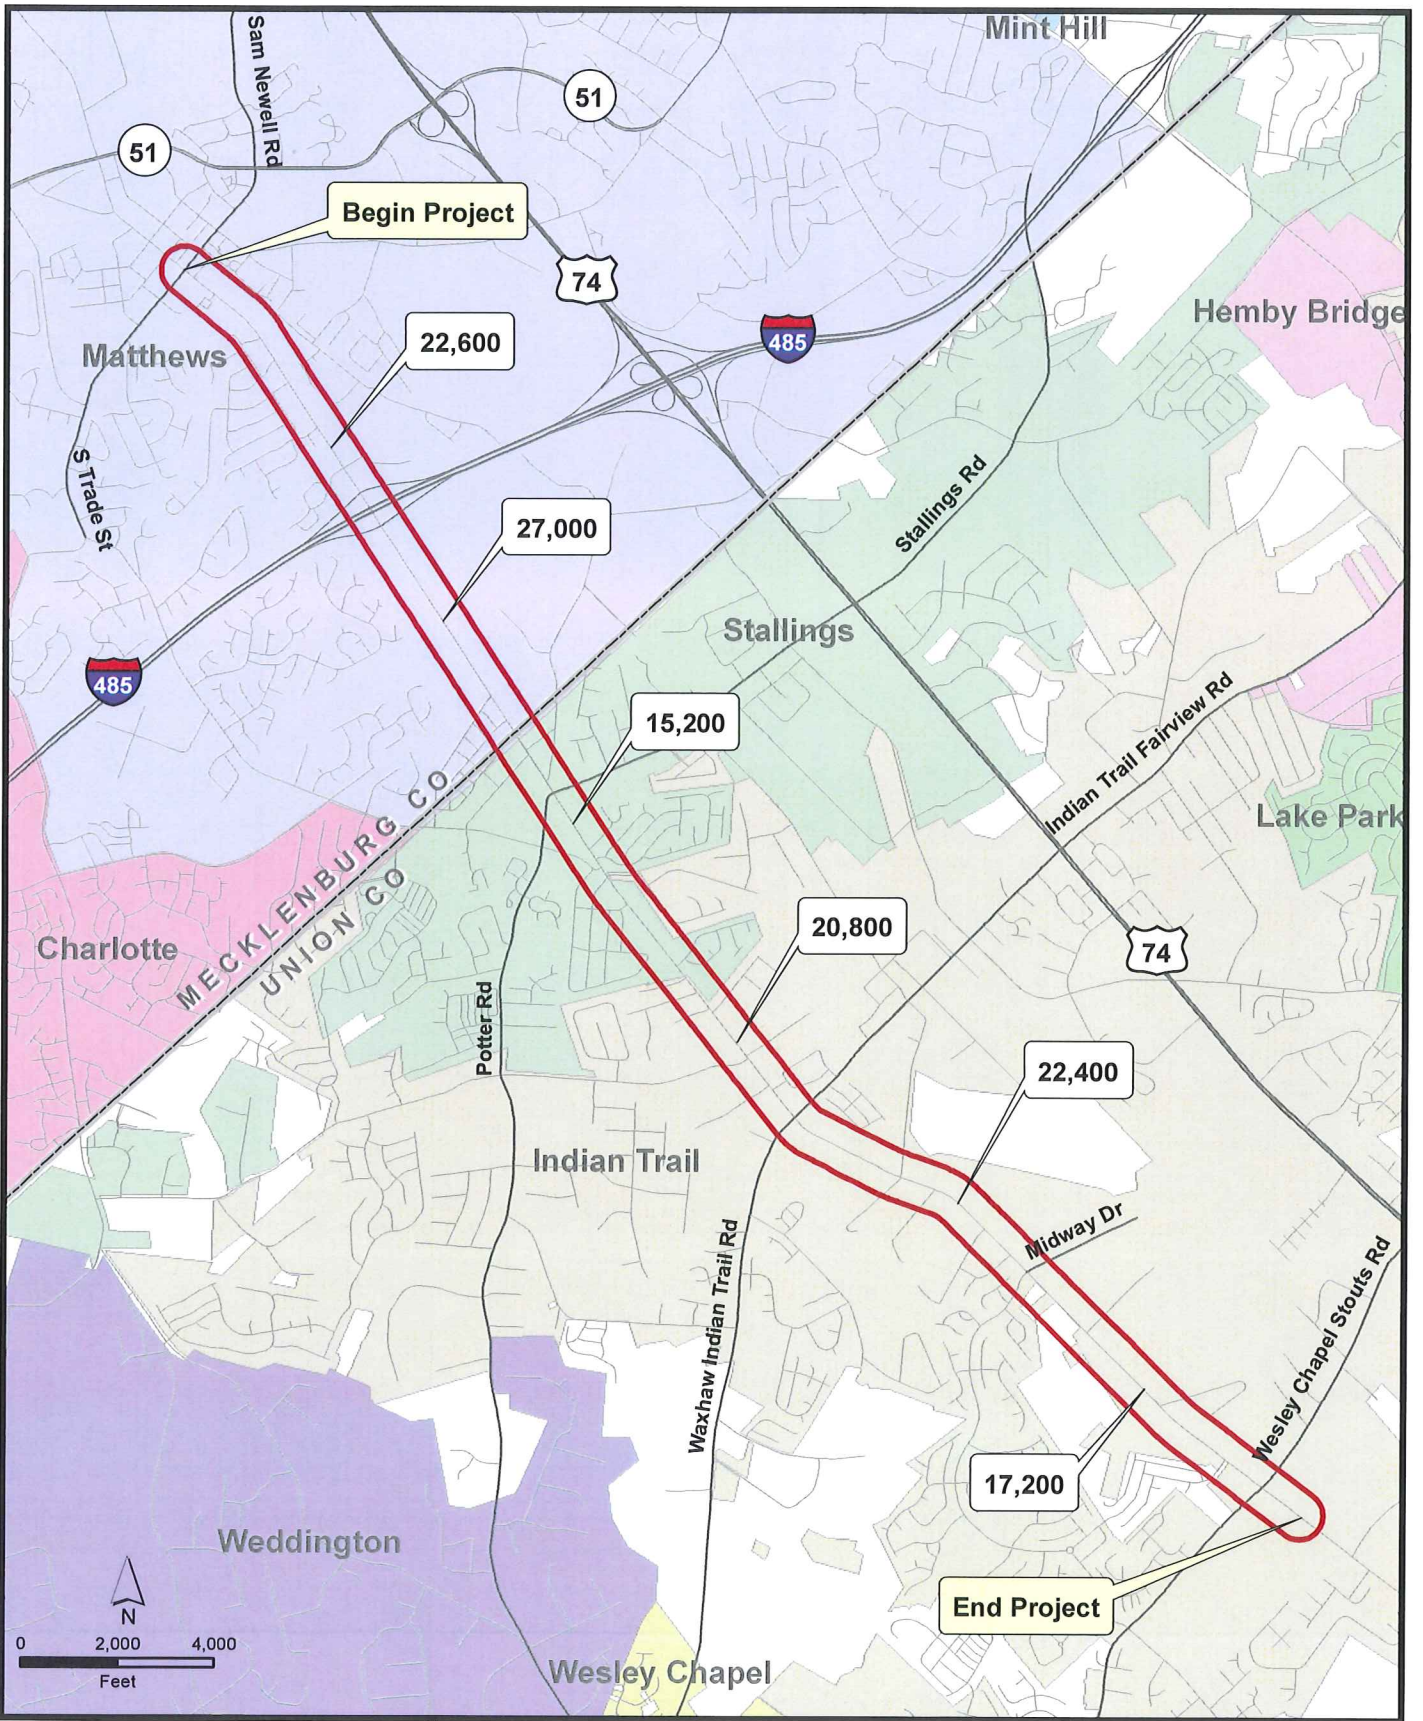 Mint Hill
Sam Newell Rd
51
51
Begin Project
74
Hemby Bridge
485
22,600
Matthews
S Trade St
Stallings Rd
27,000
Stallings
485
Indian Trail Fairview Rd
15,200
Lake Park
MECKLENBURG CO
UNION CO
20,800
Charlotte
74
Potter Rd
22,400
Indian Trail
Midway Dr
Waxhaw Indian Trail Rd
Wesley Chapel Stouts Rd
17,200
Weddington
End Project
N
0 2,000 4,000
Feet
Wesley Chapel